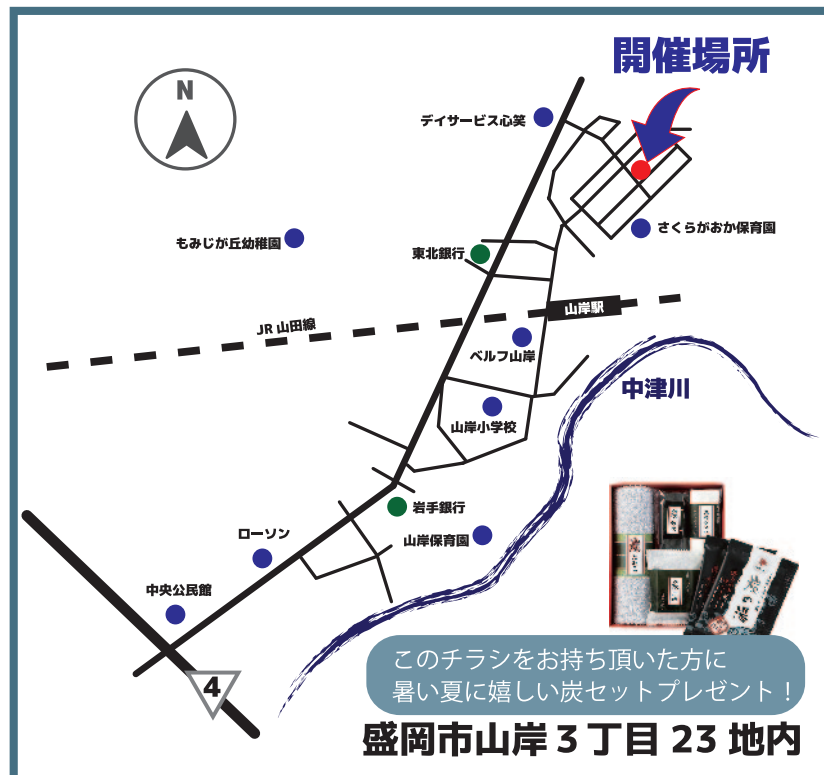 開催場所
N
デイサービス心笑
もみじが丘幼稚園
さくらがおか保育園
東北銀行
山岸駅
JR 山田線
ベルフ山岸
中津川
山岸小学校
岩手銀行
ローソン
山岸保育園
中央公民館
4
このチラシをお持ち頂いた方に
暑い夏に嬉しい炭セットプレゼント！
盛岡市山岸 3 丁目 23 地内